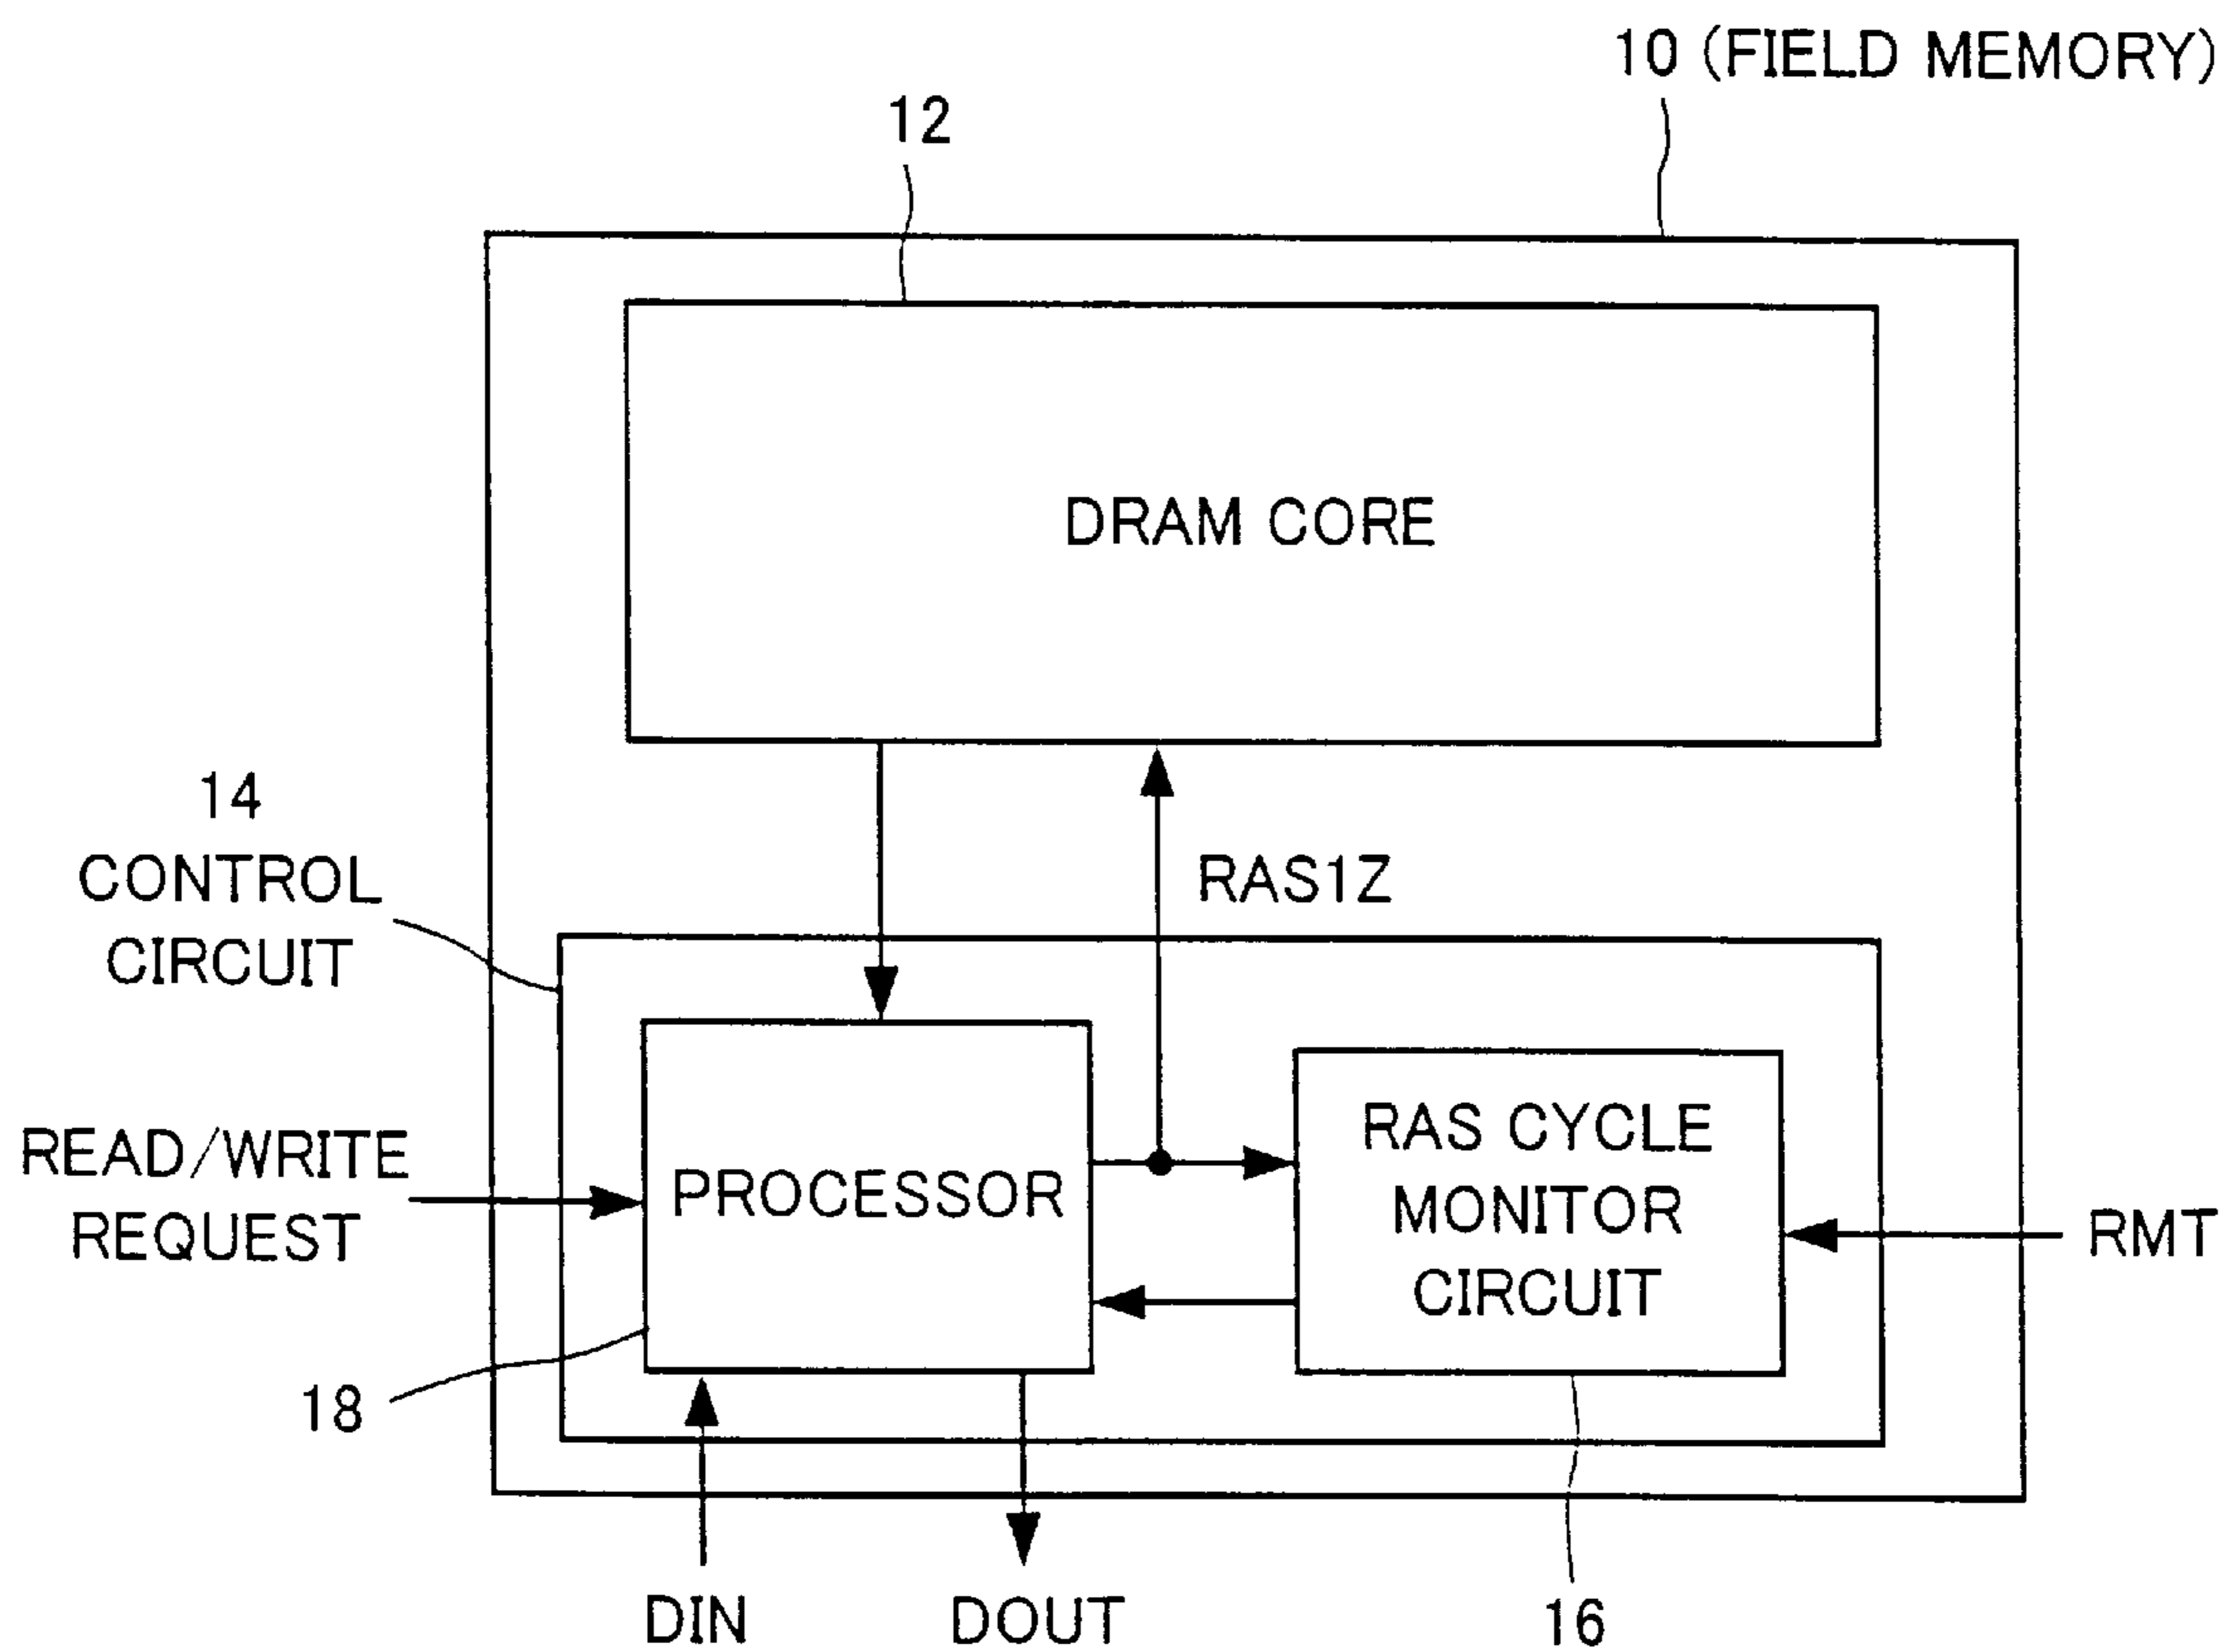 10 (FIELD MEMORY)
12
DRAM CORE
14
CONTROL
CIRCUIT
RAS1Z
READ/WRITE
REQUEST
PROCESSOR
RAS CYCLE
MONITOR
CIRCUIT
RMT
18
DIN
DOUT
16